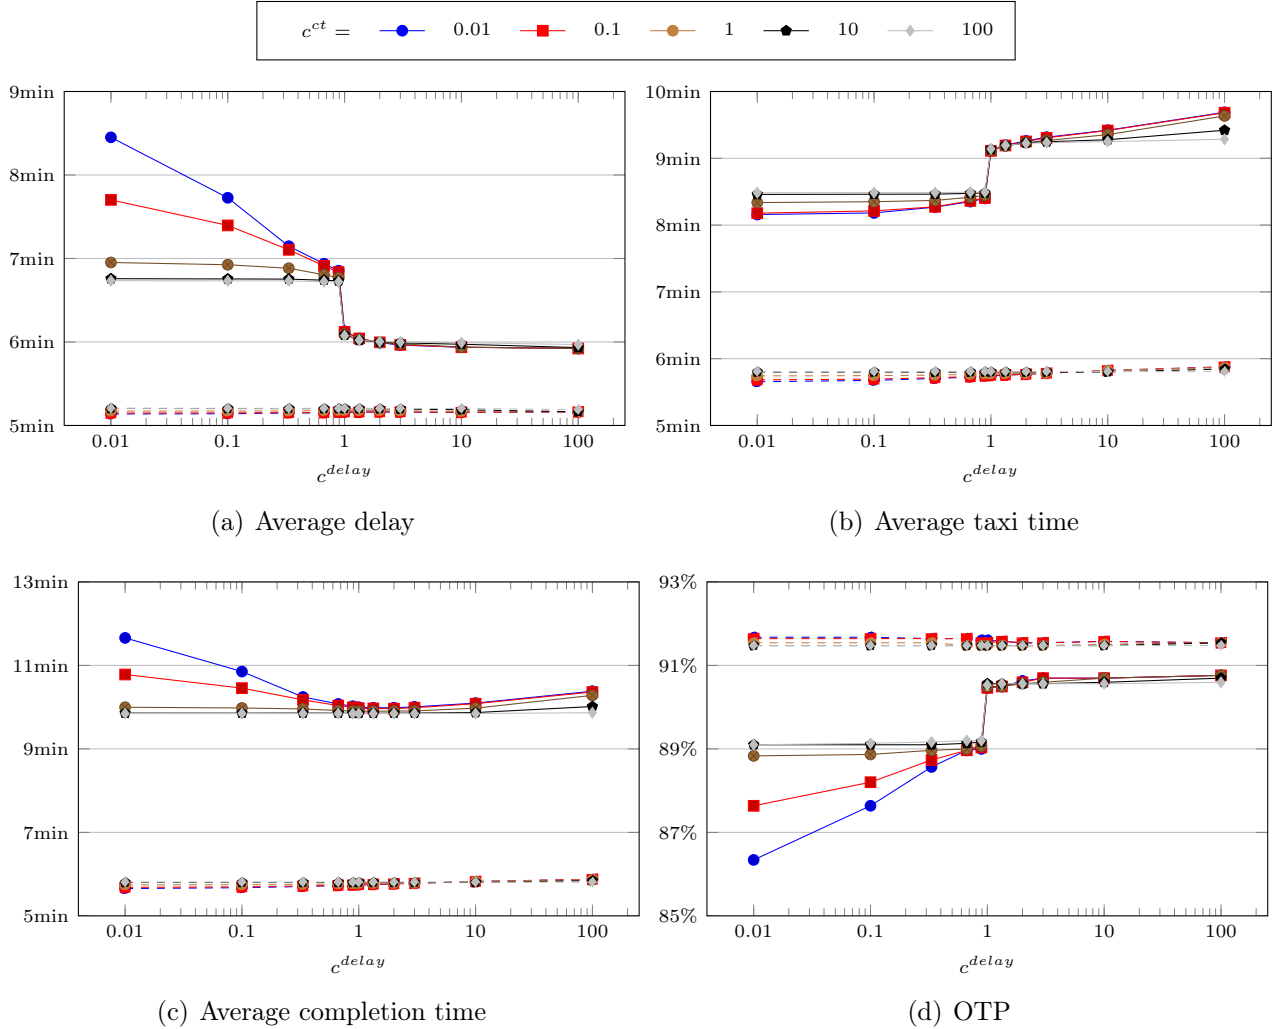 c^{ct} = 0.01 0.1 1 10 100
9min
8min
7min
6min
5min
0.01 0.1 1 10 100
c^{delay}
(a) Average delay
10min
9min
8min
7min
6min
5min
0.01 0.1 1 10 100
c^{delay}
(b) Average taxi time
13min
11min
9min
7min
5min
0.01 0.1 1 10 100
c^{delay}
(c) Average completion time
93%
91%
89%
87%
85%
0.01 0.1 1 10 100
c^{delay}
(d) OTP